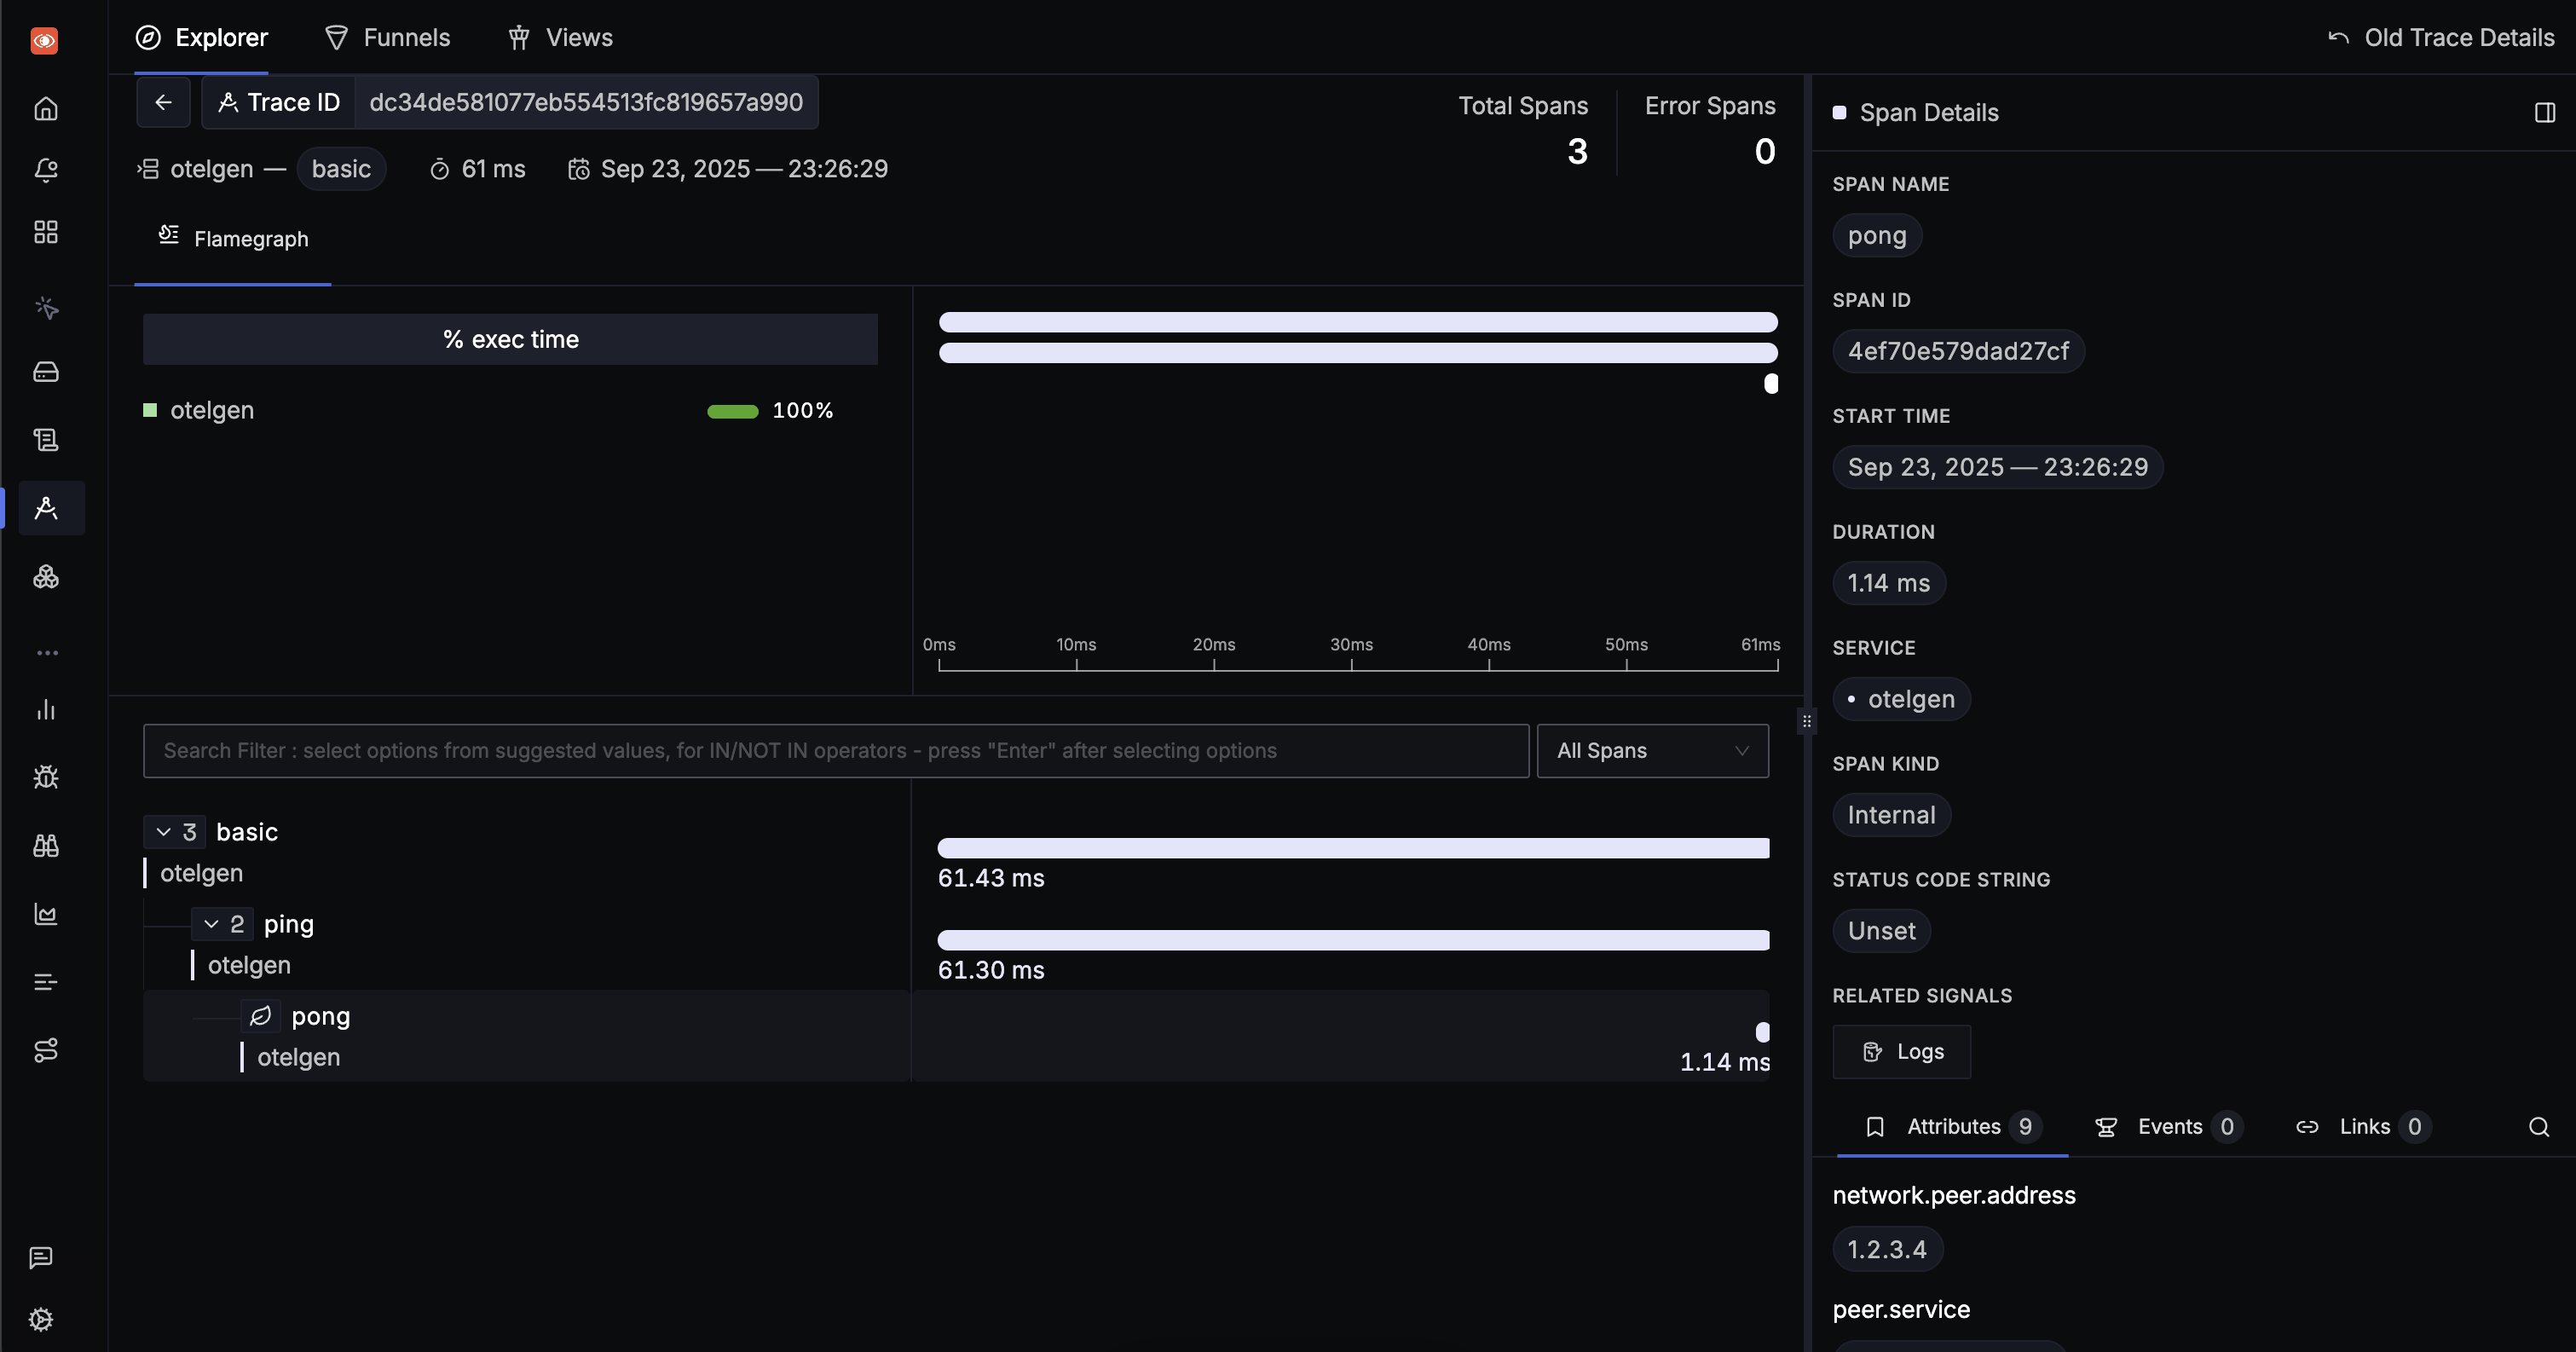 Explorer
Funnels
Views
Old Trace Details
Trace ID
dc34de581077eb554513fc819657a990
otelgen — basic
61 ms
Sep 23, 2025 — 23:26:29
Total Spans
3
Error Spans
0
Flamegraph
% exec time
otelgen
100%
0ms 10ms 20ms 30ms 40ms 50ms 61ms
Search Filter : select options from suggested values, for IN/NOT IN operators - press "Enter" after selecting options
All Spans
3 basic
otelgen
61.43 ms
2 ping
otelgen
61.30 ms
pong
otelgen
1.14 ms
Span Details
SPAN NAME
pong
SPAN ID
4ef70e579dad27cf
START TIME
Sep 23, 2025 — 23:26:29
DURATION
1.14 ms
SERVICE
otelgen
SPAN KIND
Internal
STATUS CODE STRING
Unset
RELATED SIGNALS
Logs
Attributes 9
Events 0
Links 0
network.peer.address
1.2.3.4
peer.service